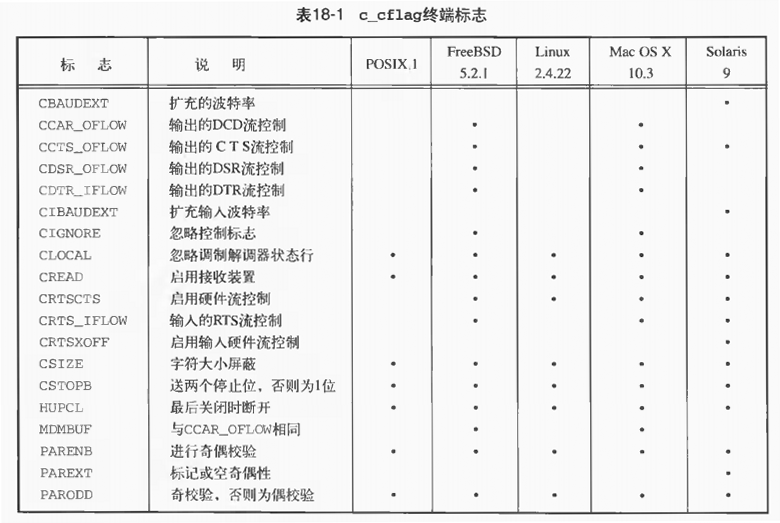 表18-1 c_cflag终端标志
标 志 说 明 POSIX.1 FreeBSD 5.2.1 Linux 2.4.22 Mac OS X 10.3 Solaris 9
CBAUDEXT 扩充的波特率 •
CCAR_OFLOW 输出的DCD流控制 • •
CCTS_OFLOW 输出的 C T S流控制 • • •
CDSR_OFLOW 输出的DSR流控制 • •
CDTR_IFLOW 输出的DTR流控制 • •
CIBAUDEXT 扩充输入波特率 •
CIGNORE 忽略控制标志 • •
CLOCAL 忽略调制解调器状态行 • • • • •
CREAD 启用接收装置 • • • • •
CRTSCTS 启用硬件流控制 • • • •
CRTS_IFLOW 输入的RTS流控制 • •
CRTSXOFF 启用输入硬件流控制 •
CSIZE 字符大小屏蔽 • • • • •
CSTOPB 送两个停止位，否则为1位 • • • • •
HUPCL 最后关闭时断开 • • • • •
MDMBUF 与CCAR_OFLOW相同 • •
PARENB 进行奇偶校验 • • • • •
PAREXT 标记或空奇偶性 •
PARODD 奇校验，否则为偶校验 • • • • •